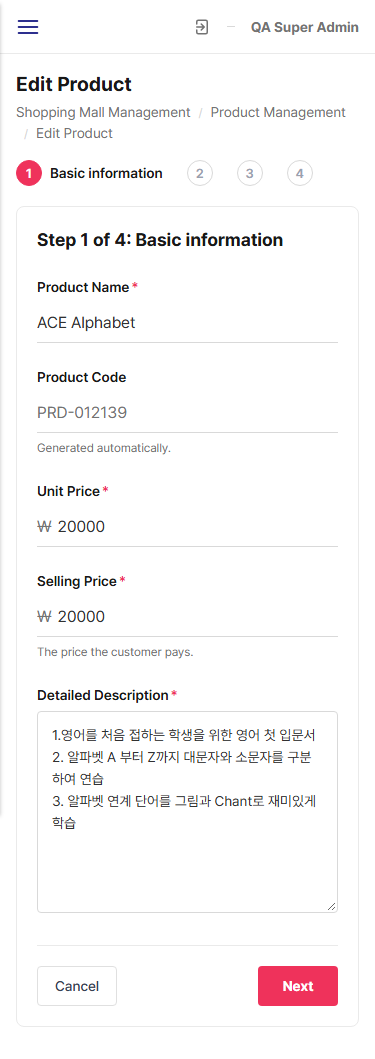 QA Super Admin
Edit Product
Shopping Mall Management / Product Management
/ Edit Product
1 Basic information 2 3 4
Step 1 of 4: Basic information
Product Name *
ACE Alphabet
Product Code
PRD-012139
Generated automatically.
Unit Price *
₩ 20000
Selling Price *
₩ 20000
The price the customer pays.
Detailed Description *
1.영어를 처음 접하는 학생을 위한 영어 첫 입문서
2. 알파벳 A 부터 Z까지 대문자와 소문자를 구분
하여 연습
3. 알파벳 연계 단어를 그림과 Chant로 재미있게
학습
Cancel Next